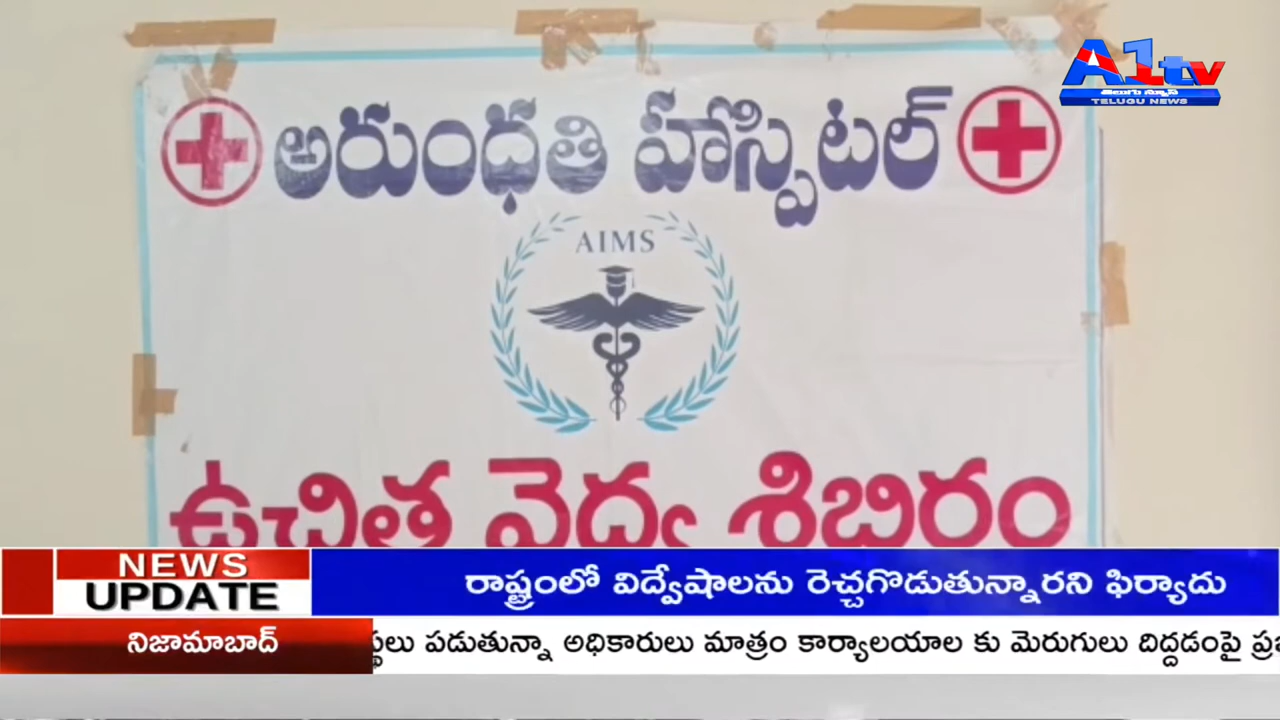 A1tv
తెలుగు న్యూస్
TELUGU NEWS
అరుంధతి హాస్పిటల్
AIMS
ఉచిత వైద్య శిబిరం
NEWS
UPDATE
రాష్ట్రంలో విద్వేషాలను రెచ్చగొడుతున్నారని ఫిర్యాదు
నిజామాబాద్
పడుతున్నా అధికారులు మాత్రం కార్యాలయాల కు మెరుగులు దిద్దడంపై